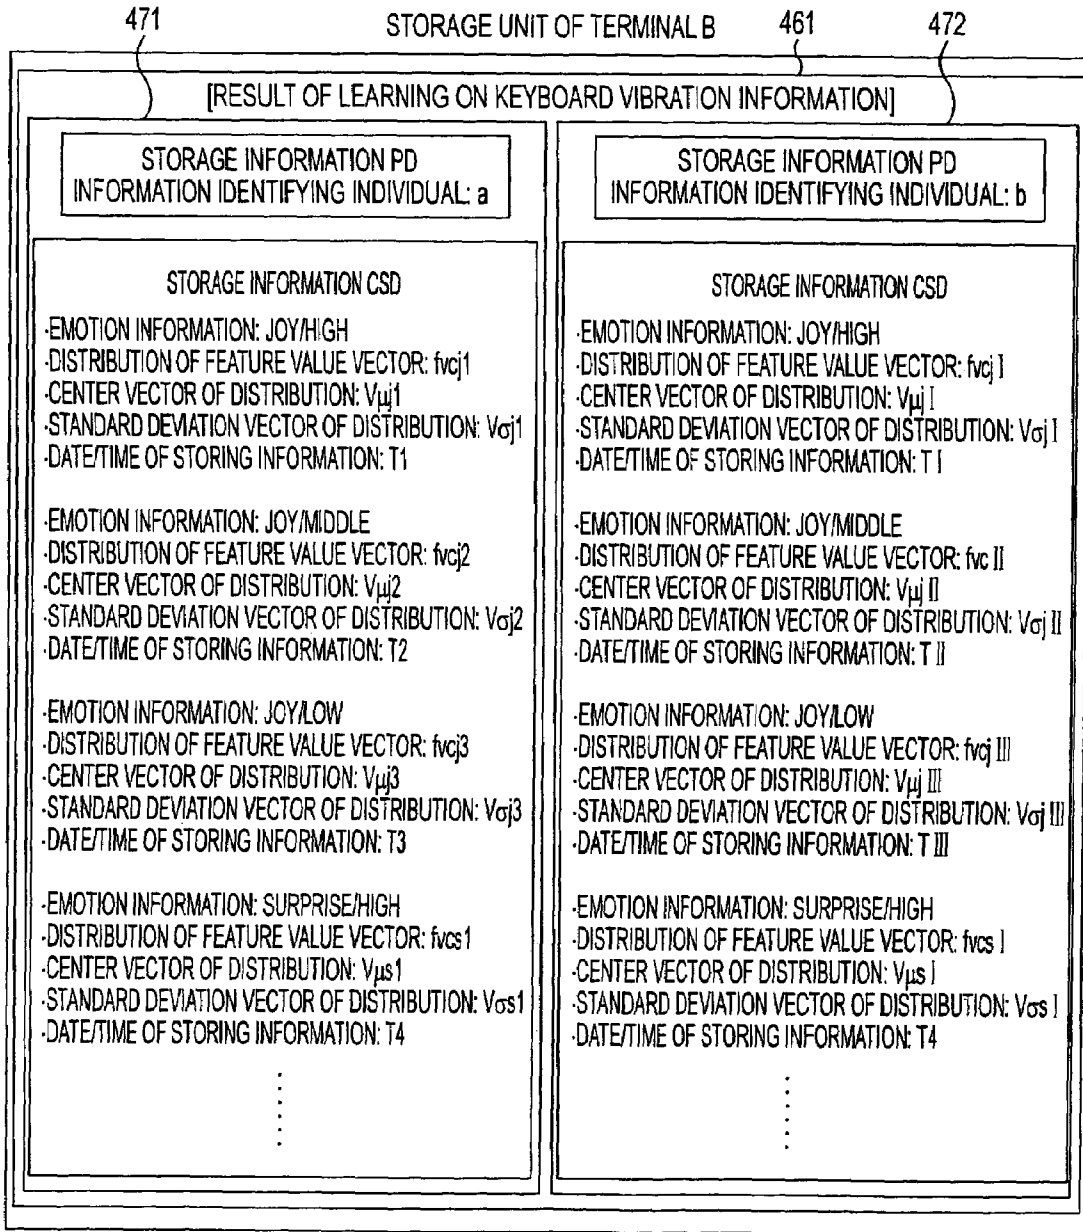 471
STORAGE UNIT OF TERMINAL B
461
472
[RESULT OF LEARNING ON KEYBOARD VIBRATION INFORMATION]
STORAGE INFORMATION PD
INFORMATION IDENTIFYING INDIVIDUAL: a
STORAGE INFORMATION CSD
·EMOTION INFORMATION: JOY/HIGH
·DISTRIBUTION OF FEATURE VALUE VECTOR: fvcj1
·CENTER VECTOR OF DISTRIBUTION: Vμj1
·STANDARD DEVIATION VECTOR OF DISTRIBUTION: Vσj1
·DATE/TIME OF STORING INFORMATION: T1
·EMOTION INFORMATION: JOY/MIDDLE
·DISTRIBUTION OF FEATURE VALUE VECTOR: fvcj2
·CENTER VECTOR OF DISTRIBUTION: Vμj2
·STANDARD DEVIATION VECTOR OF DISTRIBUTION: Vσj2
·DATE/TIME OF STORING INFORMATION: T2
·EMOTION INFORMATION: JOY/LOW
·DISTRIBUTION OF FEATURE VALUE VECTOR: fvcj3
·CENTER VECTOR OF DISTRIBUTION: Vμj3
·STANDARD DEVIATION VECTOR OF DISTRIBUTION: Vσj3
·DATE/TIME OF STORING INFORMATION: T3
·EMOTION INFORMATION: SURPRISE/HIGH
·DISTRIBUTION OF FEATURE VALUE VECTOR: fvcs1
·CENTER VECTOR OF DISTRIBUTION: Vμs1
·STANDARD DEVIATION VECTOR OF DISTRIBUTION: Vσs1
·DATE/TIME OF STORING INFORMATION: T4
STORAGE INFORMATION PD
INFORMATION IDENTIFYING INDIVIDUAL: b
STORAGE INFORMATION CSD
·EMOTION INFORMATION: JOY/HIGH
·DISTRIBUTION OF FEATURE VALUE VECTOR: fvcj I
·CENTER VECTOR OF DISTRIBUTION: Vμj I
·STANDARD DEVIATION VECTOR OF DISTRIBUTION: Vσj I
·DATE/TIME OF STORING INFORMATION: T I
·EMOTION INFORMATION: JOY/MIDDLE
·DISTRIBUTION OF FEATURE VALUE VECTOR: fvc II
·CENTER VECTOR OF DISTRIBUTION: Vμj II
·STANDARD DEVIATION VECTOR OF DISTRIBUTION: Vσj II
·DATE/TIME OF STORING INFORMATION: T II
·EMOTION INFORMATION: JOY/LOW
·DISTRIBUTION OF FEATURE VALUE VECTOR: fvcj III
·CENTER VECTOR OF DISTRIBUTION: Vμj III
·STANDARD DEVIATION VECTOR OF DISTRIBUTION: Vσj III
·DATE/TIME OF STORING INFORMATION: T III
·EMOTION INFORMATION: SURPRISE/HIGH
·DISTRIBUTION OF FEATURE VALUE VECTOR: fvcs I
·CENTER VECTOR OF DISTRIBUTION: Vμs I
·STANDARD DEVIATION VECTOR OF DISTRIBUTION: Vσs I
·DATE/TIME OF STORING INFORMATION: T4